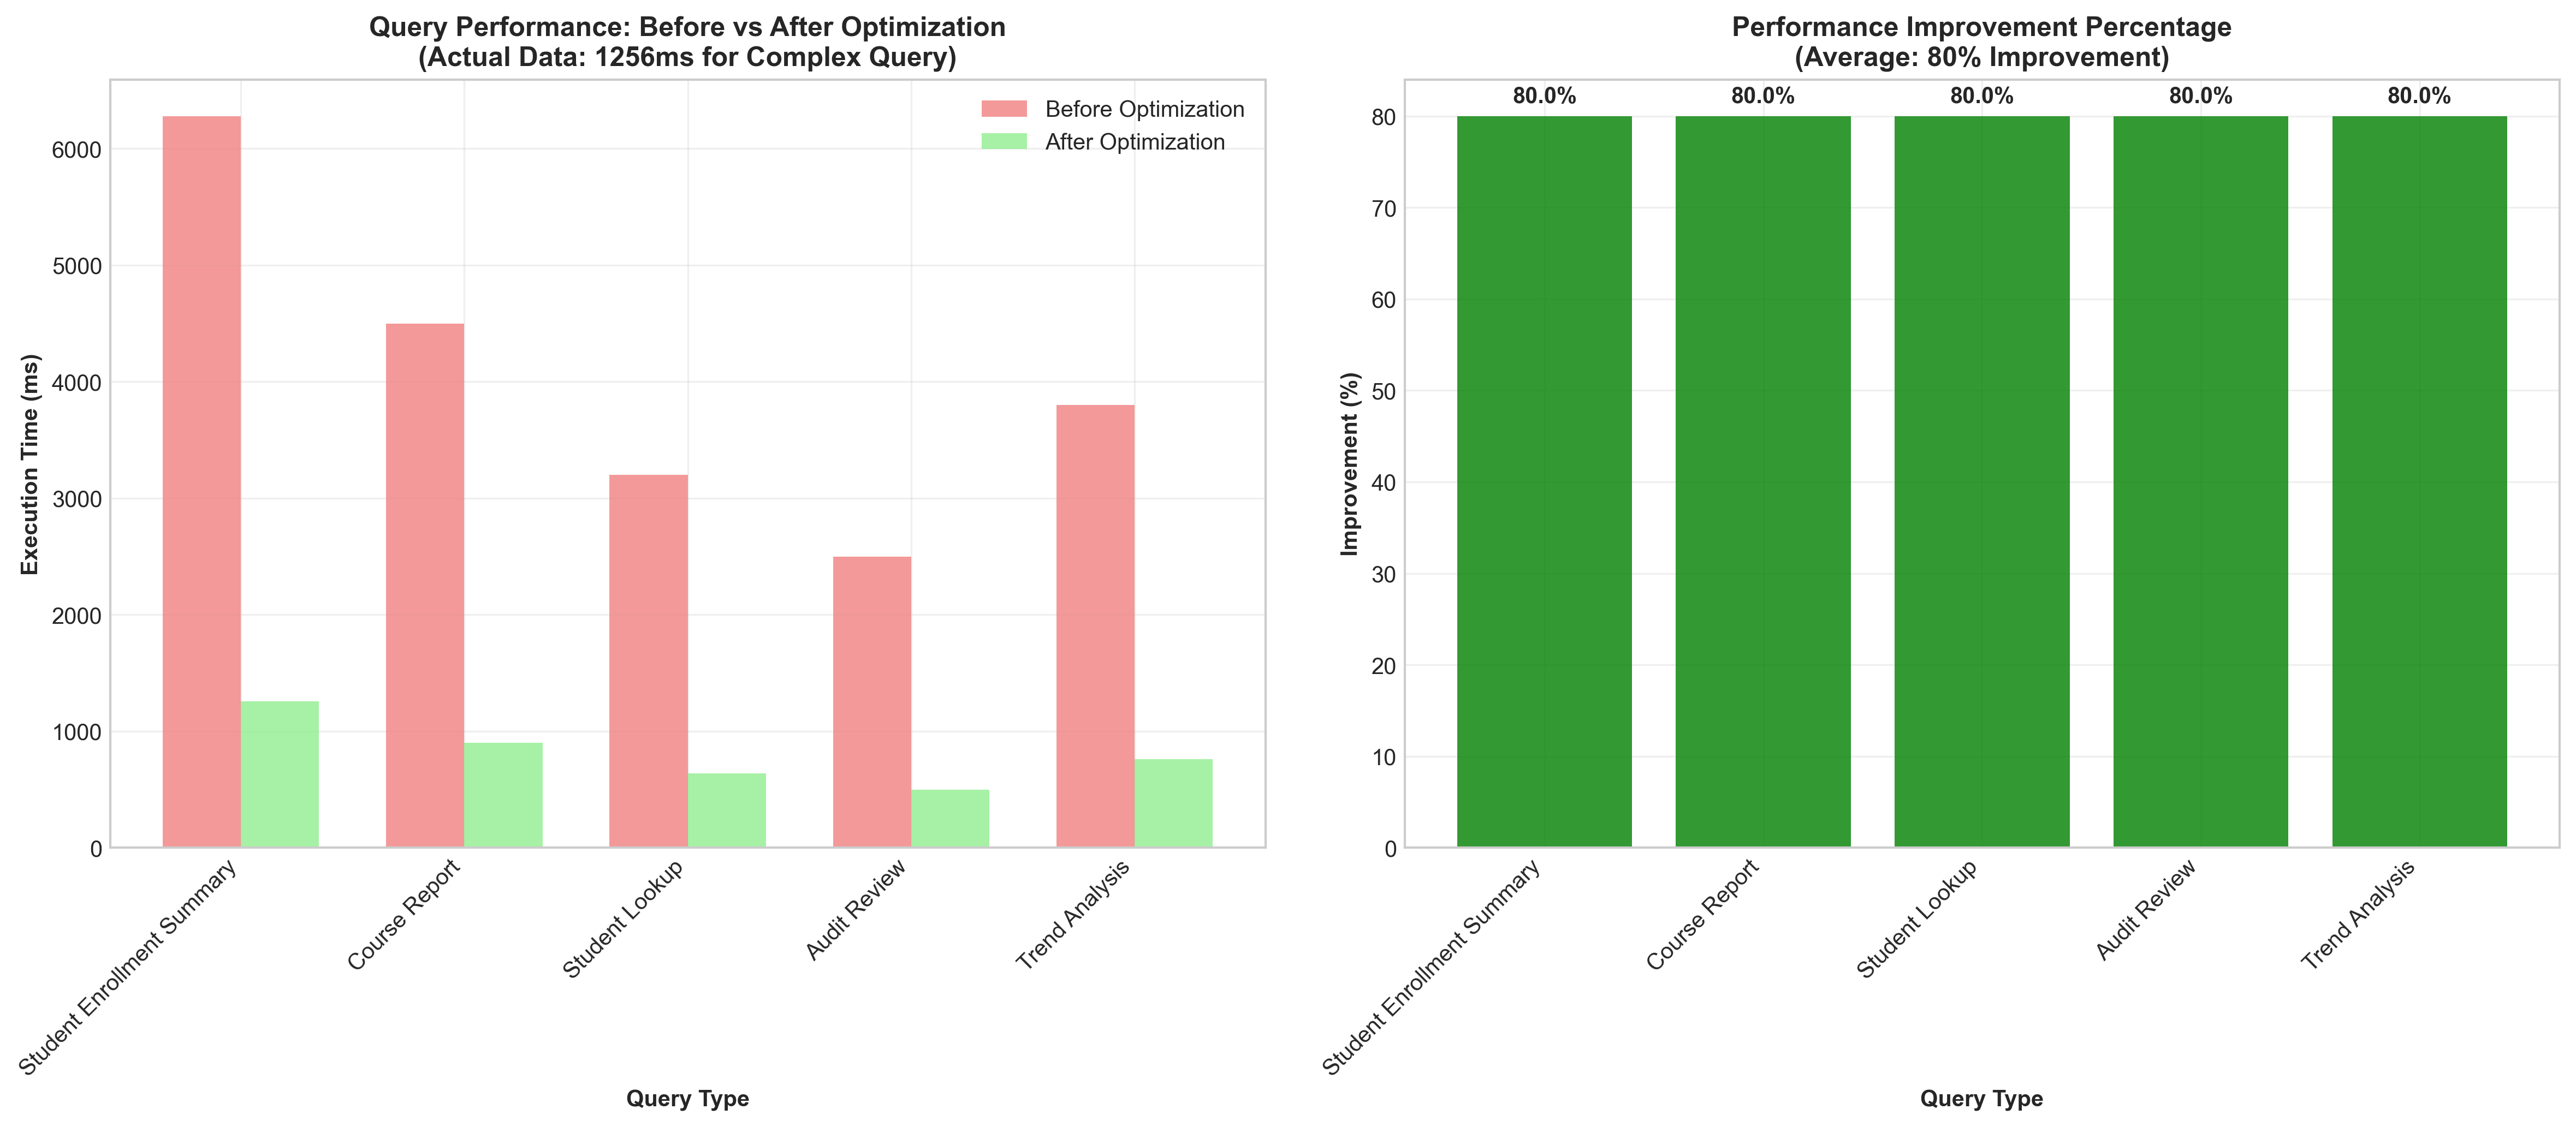 Query Performance: Before vs After Optimization
(Actual Data: 1256ms for Complex Query)
Before Optimization
After Optimization
Execution Time (ms)
6000
5000
4000
3000
2000
1000
0
Student Enrollment Summary
Course Report
Student Lookup
Audit Review
Trend Analysis
Query Type
Performance Improvement Percentage
(Average: 80% Improvement)
80.0%
80.0%
80.0%
80.0%
80.0%
Improvement (%)
80
70
60
50
40
30
20
10
0
Student Enrollment Summary
Course Report
Student Lookup
Audit Review
Trend Analysis
Query Type